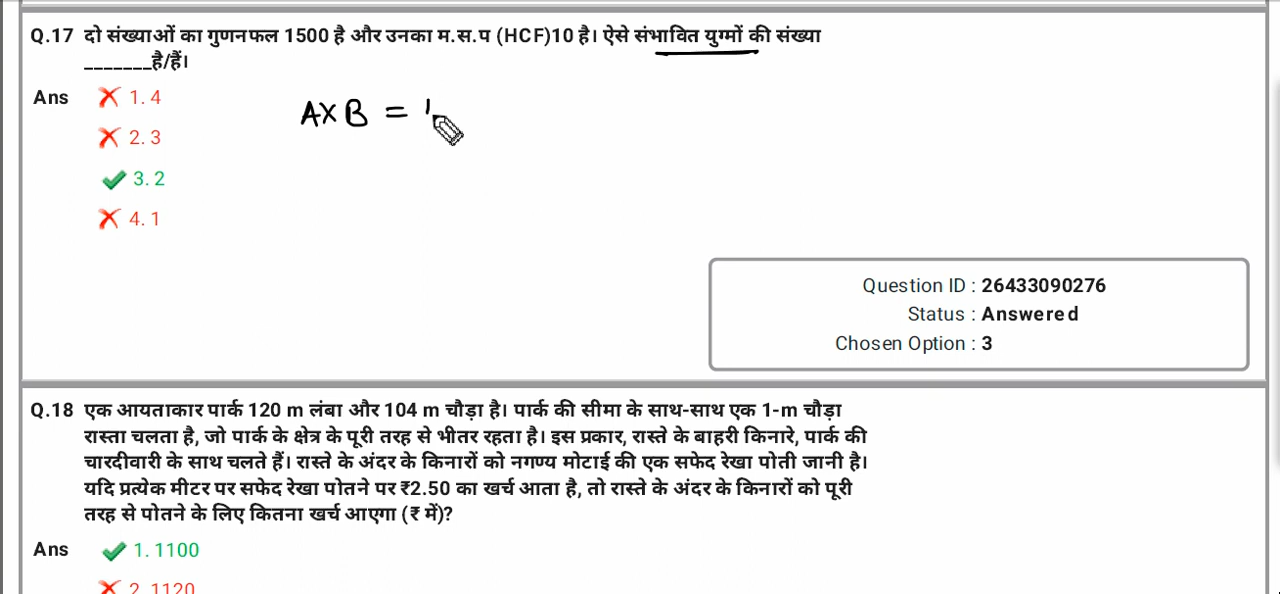 Q.17 दो संख्याओं का गुणनफल 1500 है और उनका म.स.प (HCF)10 है। ऐसे संभावित युग्मों की संख्या
_______है/हैं।
Ans 1. 4
2. 3
3. 2
4. 1
A×B = 1
Question ID : 26433090276
Status : Answered
Chosen Option : 3
Q.18 एक आयताकार पार्क 120 m लंबा और 104 m चौड़ा है। पार्क की सीमा के साथ-साथ एक 1-m चौड़ा
रास्ता चलता है, जो पार्क के क्षेत्र के पूरी तरह से भीतर रहता है। इस प्रकार, रास्ते के बाहरी किनारे, पार्क की
चारदीवारी के साथ चलते हैं। रास्ते के अंदर के किनारों को नगण्य मोटाई की एक सफेद रेखा पोती जानी है।
यदि प्रत्येक मीटर पर सफेद रेखा पोतने पर ₹2.50 का खर्च आता है, तो रास्ते के अंदर के किनारों को पूरी
तरह से पोतने के लिए कितना खर्च आएगा (₹ में)?
Ans 1. 1100
2. 1120